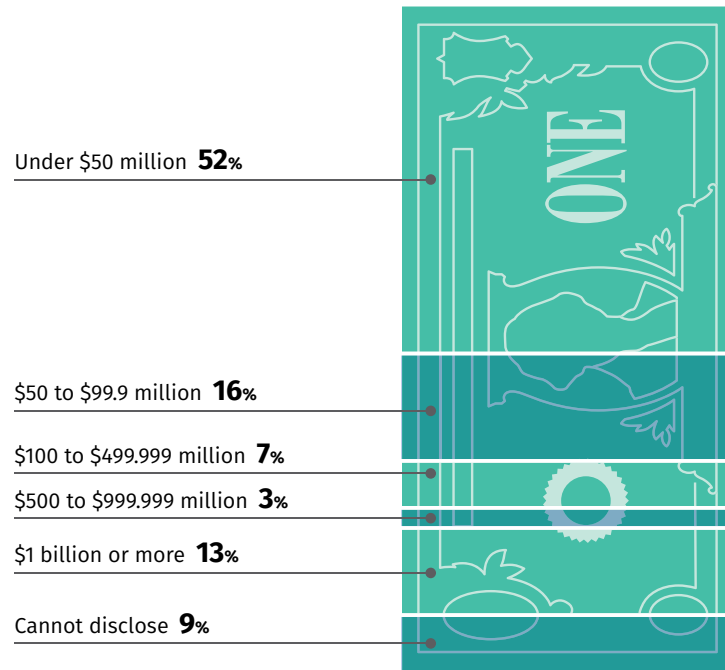 ONE
Under $50 million 52%
$50 to $99.9 million 16%
$100 to $499.999 million 7%
$500 to $999.999 million 3%
$1 billion or more 13%
Cannot disclose 9%